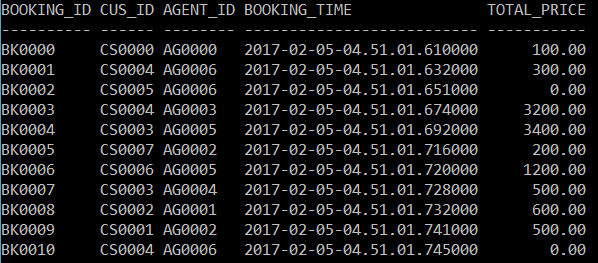 BOOKING_ID CUS_ID AGENT_ID BOOKING_TIME               TOTAL_PRICE
---------- ------ -------- -------------------------- -----------
BK0000     CS0000 AG0000   2017-02-05-04.51.01.610000      100.00
BK0001     CS0004 AG0006   2017-02-05-04.51.01.632000      300.00
BK0002     CS0005 AG0006   2017-02-05-04.51.01.651000        0.00
BK0003     CS0004 AG0003   2017-02-05-04.51.01.674000     3200.00
BK0004     CS0003 AG0005   2017-02-05-04.51.01.692000     3400.00
BK0005     CS0007 AG0002   2017-02-05-04.51.01.716000      200.00
BK0006     CS0006 AG0005   2017-02-05-04.51.01.720000     1200.00
BK0007     CS0003 AG0004   2017-02-05-04.51.01.728000      500.00
BK0008     CS0002 AG0001   2017-02-05-04.51.01.732000      600.00
BK0009     CS0001 AG0002   2017-02-05-04.51.01.741000      500.00
BK0010     CS0004 AG0006   2017-02-05-04.51.01.745000        0.00